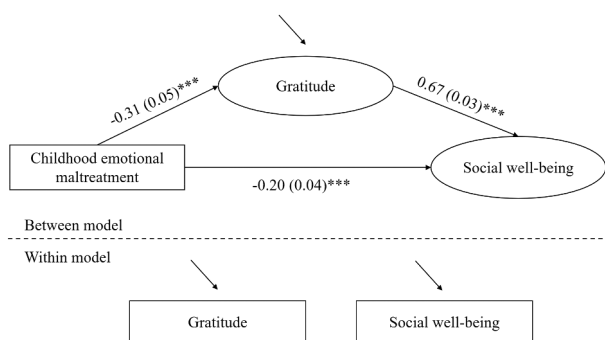 -0.31 (0.05)***
Gratitude
0.67 (0.03)***
Childhood emotional
maltreatment
-0.20 (0.04)***
Social well-being
Between model
Within model
Gratitude
Social well-being